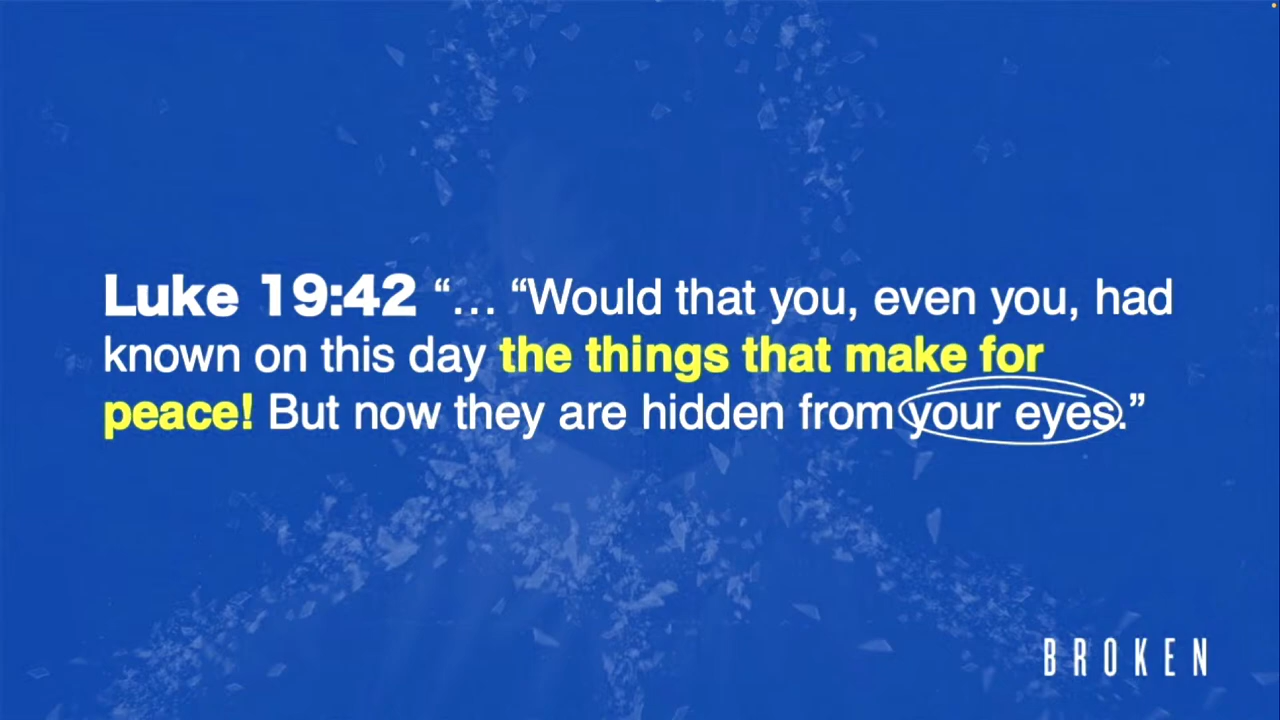 Luke 19:42 “… “Would that you, even you, had
known on this day the things that make for
peace! But now they are hidden from your eyes.”
BROKEN